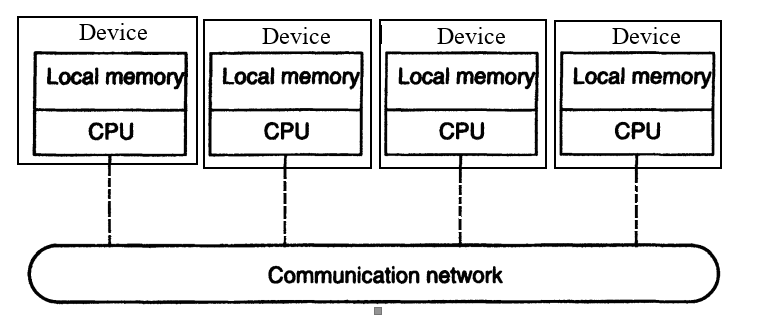 Device
Device
Device
Device
Local memory
Local memory
Local memory
Local memory
CPU
CPU
CPU
CPU
Communication network